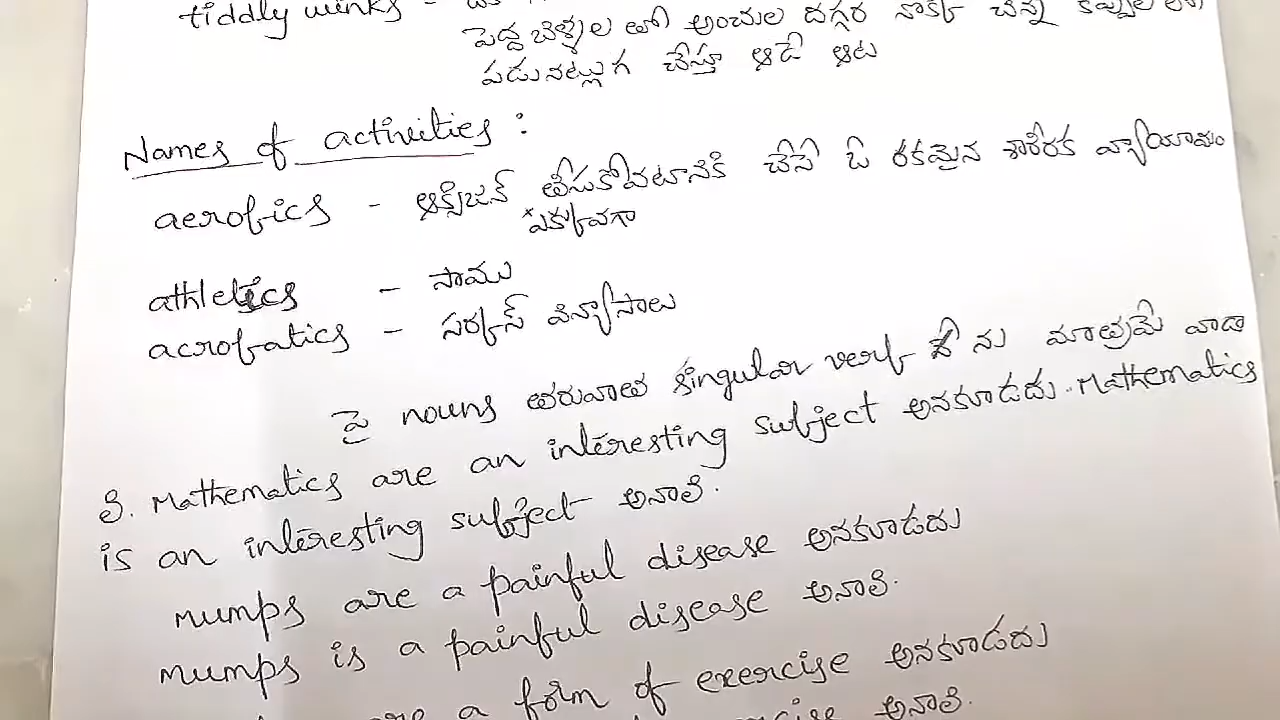 tiddly winks -
పెద్ద బిళ్ళల తో అంచుల దగ్గర నొక్కి చిన్న
పడునట్లుగ చేస్తూ ఆడే ఆట
Names of activities :
aerobics - ఆక్సిజన్ తీసుకోవటానికి చేసే ఓ రకమైన శారీరక వ్యాయామం
ఎక్కువగా
athletics - సాము
acrobatics - సర్కస్ విన్యాసాలు
పై nouns తరువాత singular verb ను మాత్రమే వాడా
లి. Mathematics are an interesting subject అనకూడదు. Mathematics
is an interesting subject అనాలి.
mumps are a painful disease అనకూడదు
mumps is a painful disease అనాలి.
are a form of exercise అనకూడదు
అనాలి.